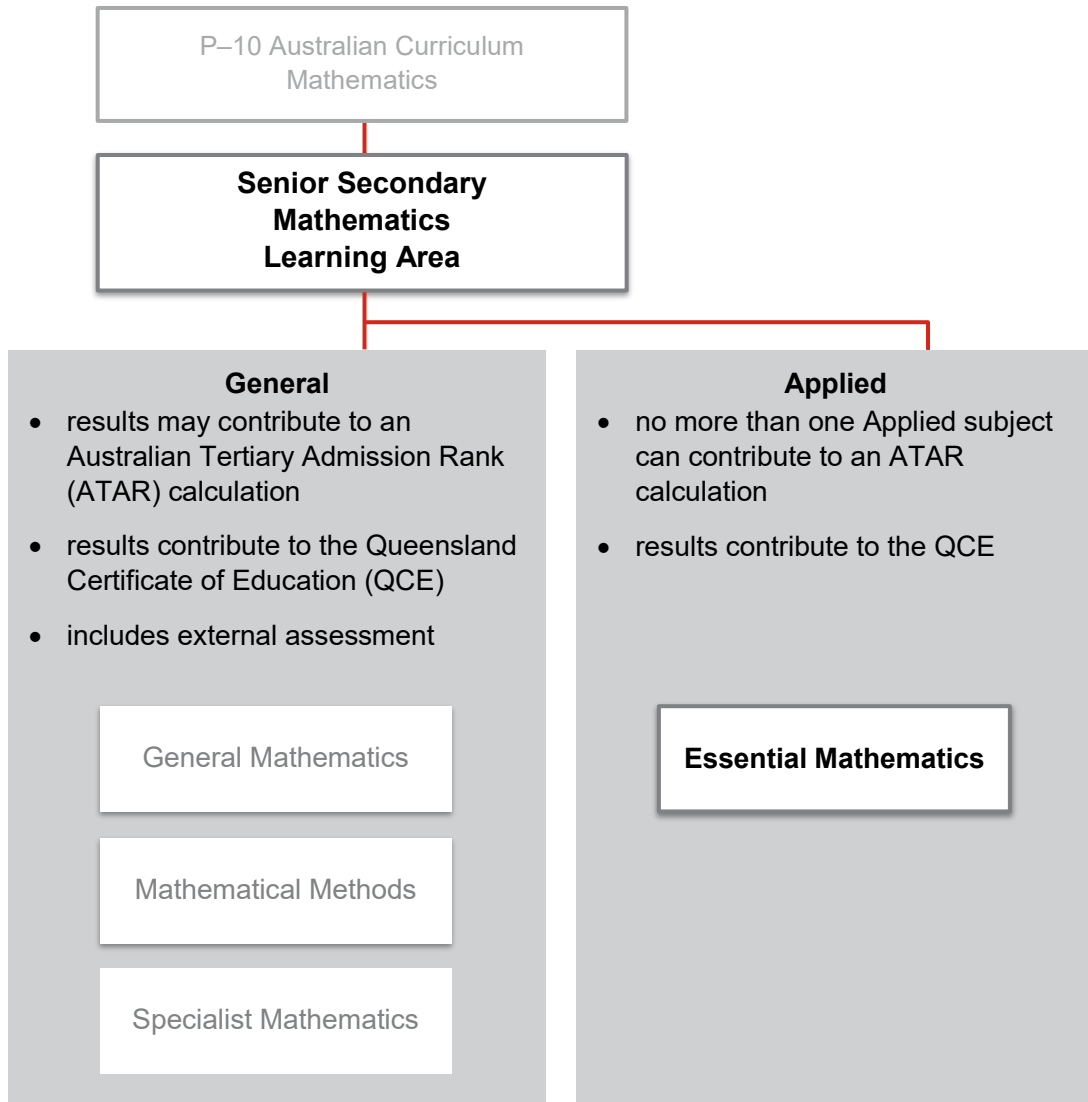 P–10 Australian Curriculum
Mathematics
Senior Secondary
Mathematics
Learning Area
General
• results may contribute to an
Australian Tertiary Admission Rank
(ATAR) calculation
• results contribute to the Queensland
Certificate of Education (QCE)
• includes external assessment
General Mathematics
Mathematical Methods
Specialist Mathematics
Applied
• no more than one Applied subject
can contribute to an ATAR
calculation
• results contribute to the QCE
Essential Mathematics